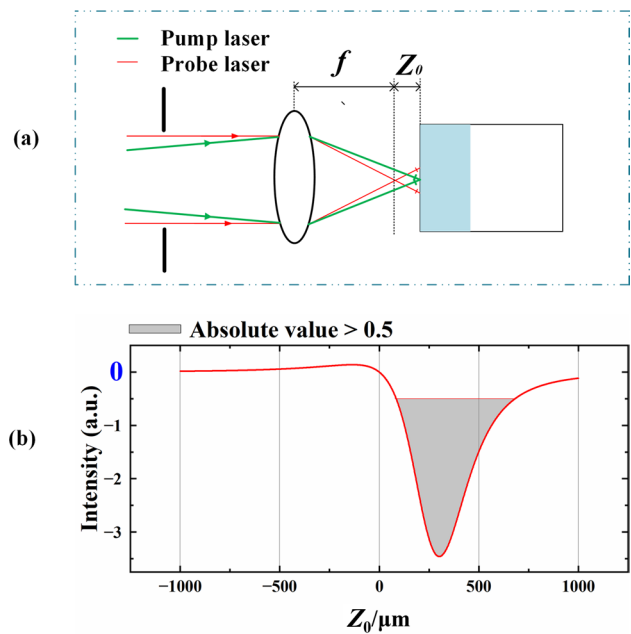 Pump laser
Probe laser
f
Z₀
(a)
Absolute value > 0.5
0
−1
−2
−3
Intensity (a.u.)
(b)
−1000
−500
0
500
1000
Z₀/μm